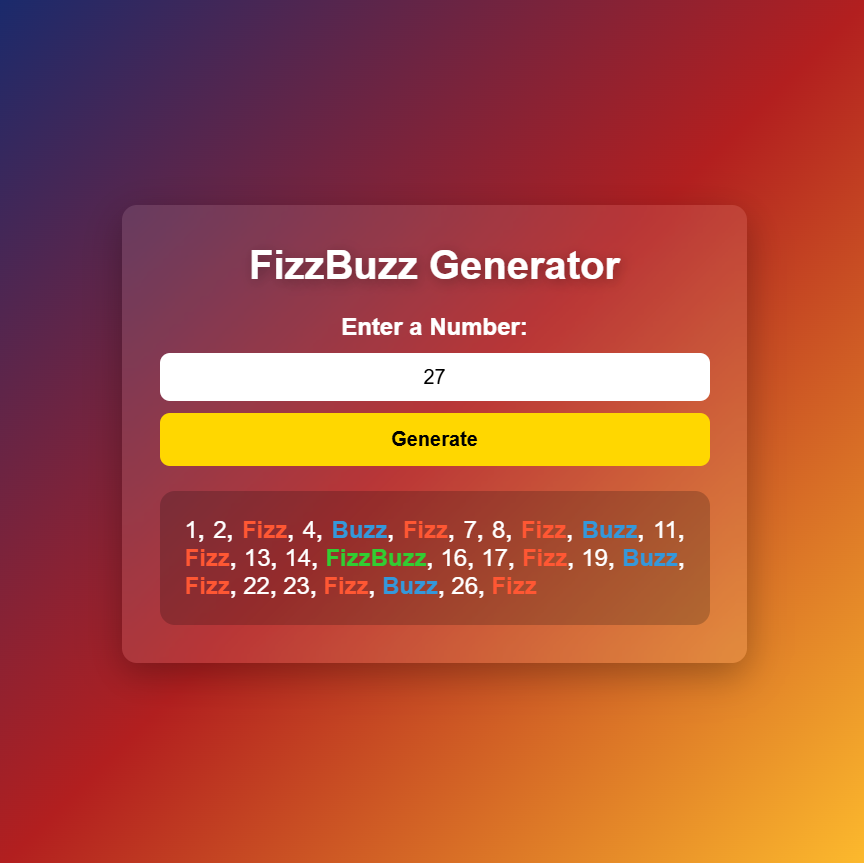 FizzBuzz Generator
Enter a Number:
27
Generate
1, 2, Fizz, 4, Buzz, Fizz, 7, 8, Fizz, Buzz, 11,
Fizz, 13, 14, FizzBuzz, 16, 17, Fizz, 19, Buzz,
Fizz, 22, 23, Fizz, Buzz, 26, Fizz